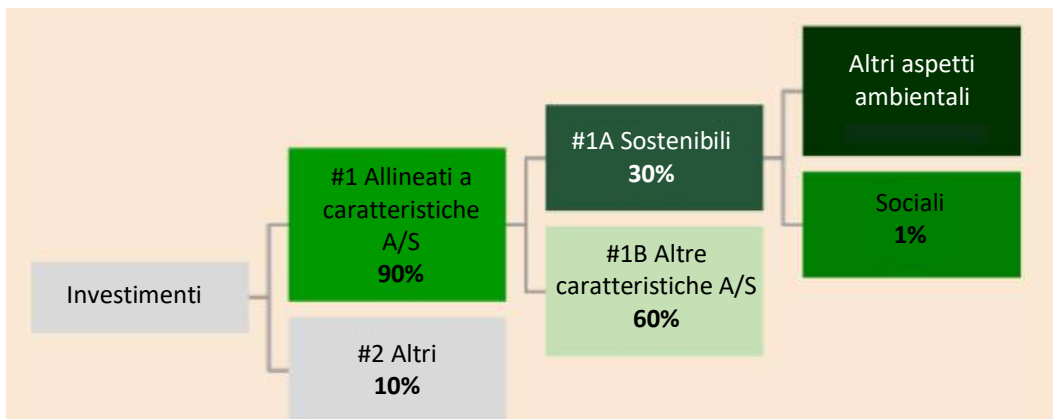 Investimenti
#1 Allineati a
caratteristiche
A/S
90%
#2 Altri
10%
#1A Sostenibili
30%
#1B Altre
caratteristiche A/S
60%
Altri aspetti
ambientali
Sociali
1%